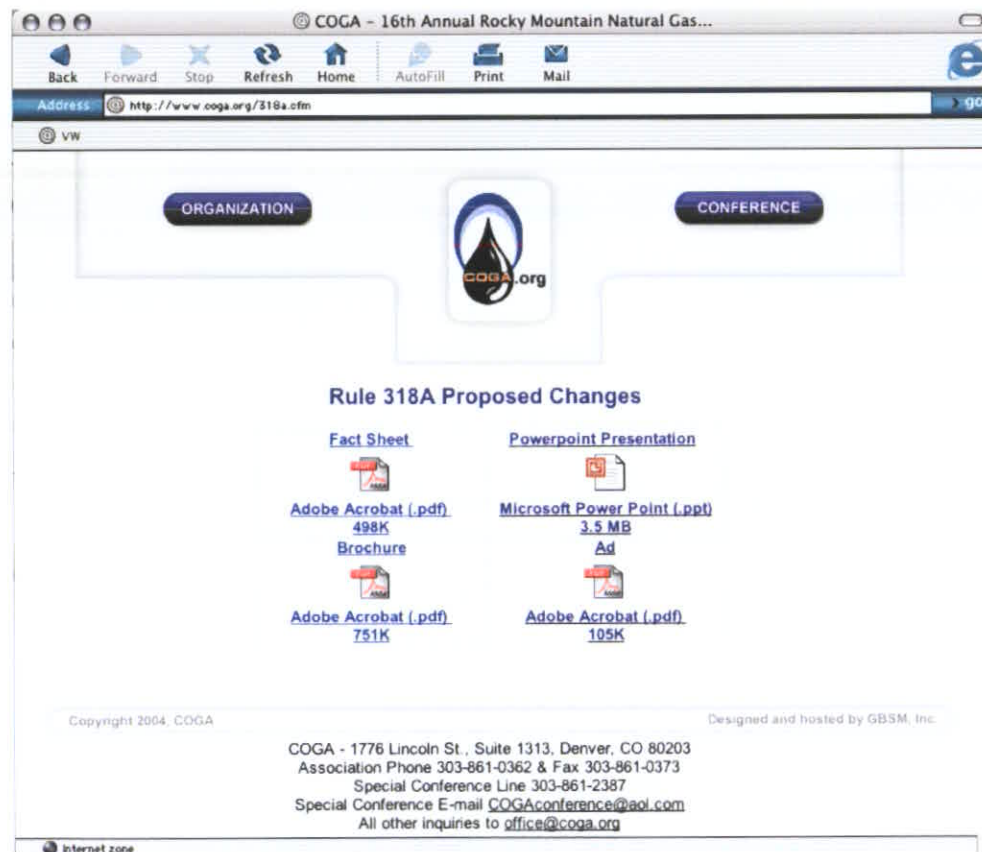 COGA - 16th Annual Rocky Mountain Natural Gas...
Back Forward Stop Refresh Home AutoFill Print Mail
Address http://www.coga.org/318a.cfm go
VW
ORGANIZATION CONFERENCE
COGA.org
Rule 318A Proposed Changes
Fact Sheet Powerpoint Presentation
Adobe Acrobat (.pdf) Microsoft Power Point (.ppt)
498K 3.5 MB
Brochure Ad
Adobe Acrobat (.pdf) Adobe Acrobat (.pdf)
751K 105K
Copyright 2004, COGA Designed and hosted by GBSM, Inc.
COGA - 1776 Lincoln St., Suite 1313, Denver, CO 80203
Association Phone 303-861-0362 & Fax 303-861-0373
Special Conference Line 303-861-2387
Special Conference E-mail COGAconference@aol.com
All other inquiries to office@coga.org
Internet zone